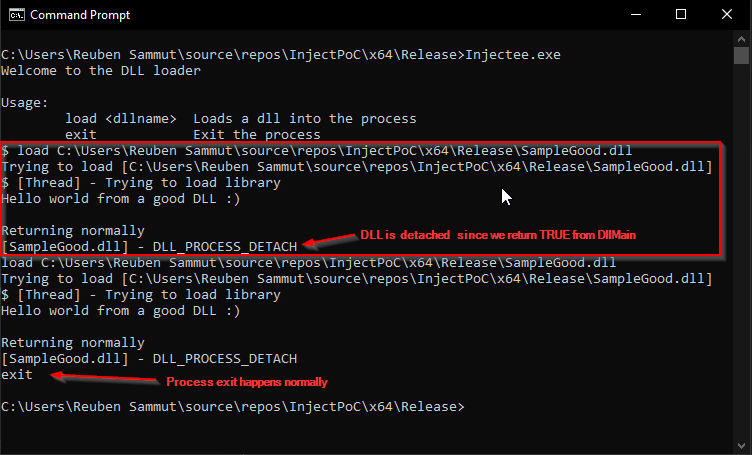 Command Prompt
C:\Users\Reuben Sammut\source\repos\InjectPoC\x64\Release>Injectee.exe
Welcome to the DLL loader
Usage:
load <dllname>  Loads a dll into the process
exit            Exit the process
$ load C:\Users\Reuben Sammut\source\repos\InjectPoC\x64\Release\SampleGood.dll
Trying to load [C:\Users\Reuben Sammut\source\repos\InjectPoC\x64\Release\SampleGood.dll]
$ [Thread] - Trying to load library
Hello world from a good DLL :)
Returning normally
[SampleGood.dll] - DLL_PROCESS_DETACH
DLL is detached since we return TRUE from DllMain
load C:\Users\Reuben Sammut\source\repos\InjectPoC\x64\Release\SampleGood.dll
Trying to load [C:\Users\Reuben Sammut\source\repos\InjectPoC\x64\Release\SampleGood.dll]
$ [Thread] - Trying to load library
Hello world from a good DLL :)
Returning normally
[SampleGood.dll] - DLL_PROCESS_DETACH
exit
Process exit happens normally
C:\Users\Reuben Sammut\source\repos\InjectPoC\x64\Release>